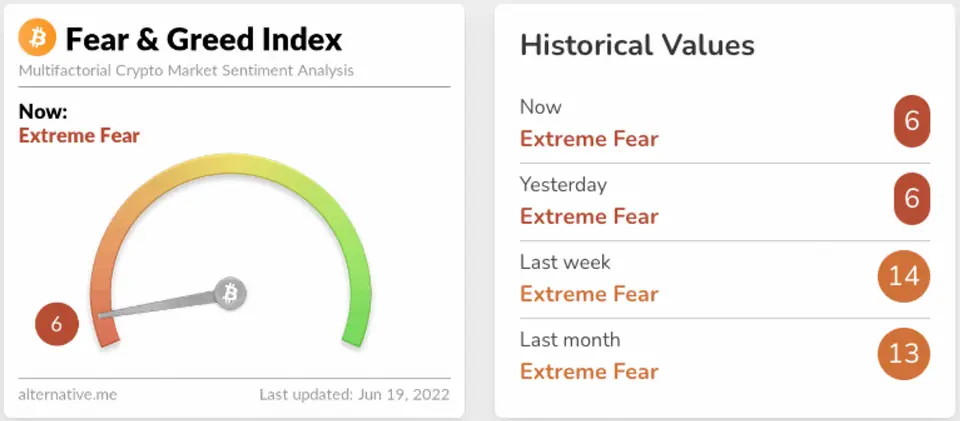 Fear & Greed Index
Multifactorial Crypto Market Sentiment Analysis
Now:
Extreme Fear
6
alternative.me
Last updated: Jun 19, 2022
Historical Values
Now
Extreme Fear
6
Yesterday
Extreme Fear
6
Last week
Extreme Fear
14
Last month
Extreme Fear
13